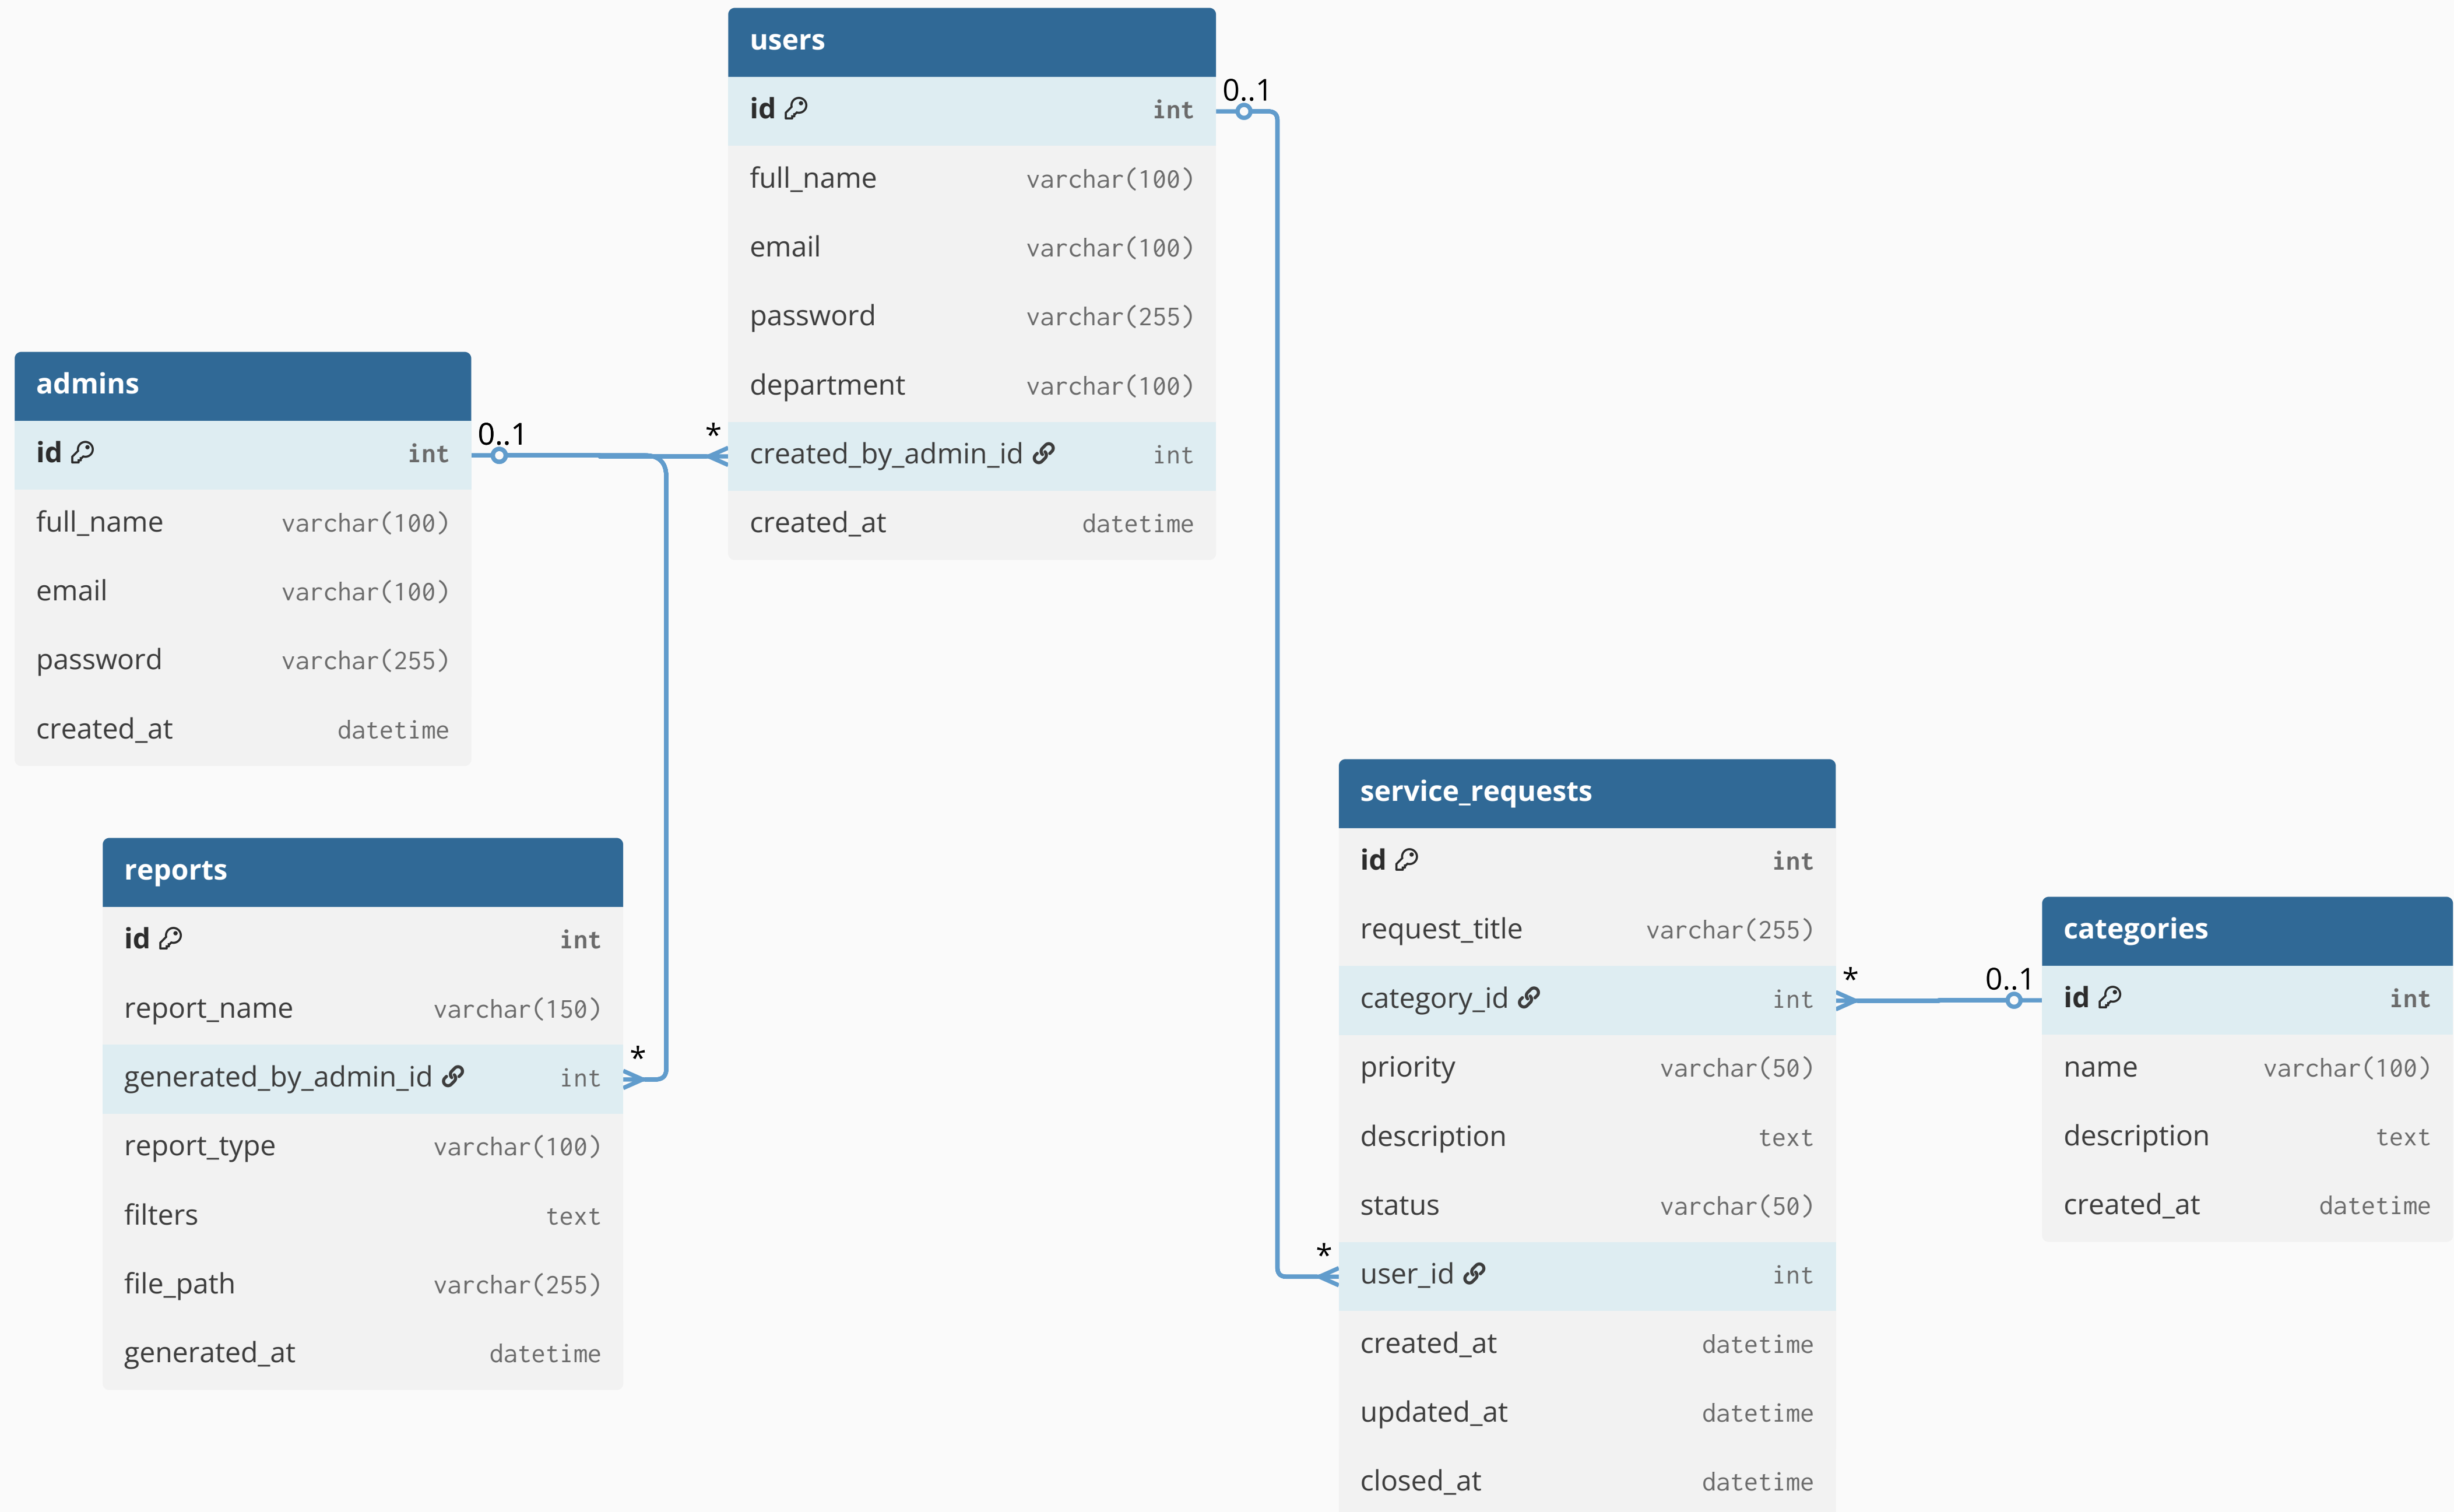 users
id int
full_name varchar(100)
email varchar(100)
password varchar(255)
department varchar(100)
created_by_admin_id int
created_at datetime
0..1
*
admins
id int
full_name varchar(100)
email varchar(100)
password varchar(255)
created_at datetime
0..1
reports
id int
report_name varchar(150)
generated_by_admin_id int
report_type varchar(100)
filters text
file_path varchar(255)
generated_at datetime
*
service_requests
id int
request_title varchar(255)
category_id int
priority varchar(50)
description text
status varchar(50)
user_id int
created_at datetime
updated_at datetime
closed_at datetime
*
*
0..1
categories
id int
name varchar(100)
description text
created_at datetime